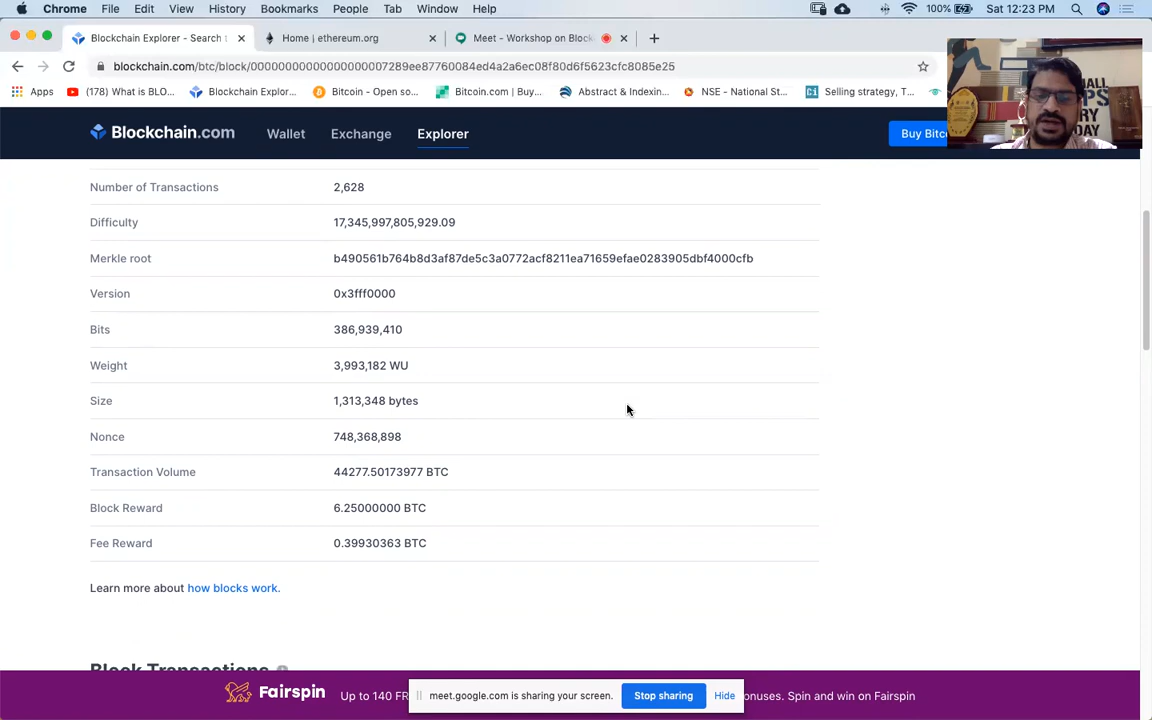 Chrome File Edit View History Bookmarks People Tab Window Help 100% Sat 12:23 PM
Blockchain Explorer - Search t Home | ethereum.org Meet - Workshop on Block
blockchain.com/btc/block/
Apps (178) What is BLO... Blockchain Explor... Bitcoin - Open so... Bitcoin.com | Buy... Abstract & Indexin... NSE - National St... Selling strategy, T...
Blockchain.com Wallet Exchange Explorer Buy Bitc
Number of Transactions 2,628
Difficulty 17,345,997,805,929.09
Merkle root b490561b764b8d3af87de5c3a0772acf8211ea71659efae0283905dbf4000cfb
Version 0x3fff0000
Bits 386,939,410
Weight 3,993,182 WU
Size 1,313,348 bytes
Nonce 748,368,898
Transaction Volume 44277.50173977 BTC
Block Reward 6.25000000 BTC
Fee Reward 0.39930363 BTC
Learn more about how blocks work.
Block Transactions
Fairspin Up to 140 FR meet.google.com is sharing your screen. Stop sharing Hide onuses. Spin and win on Fairspin